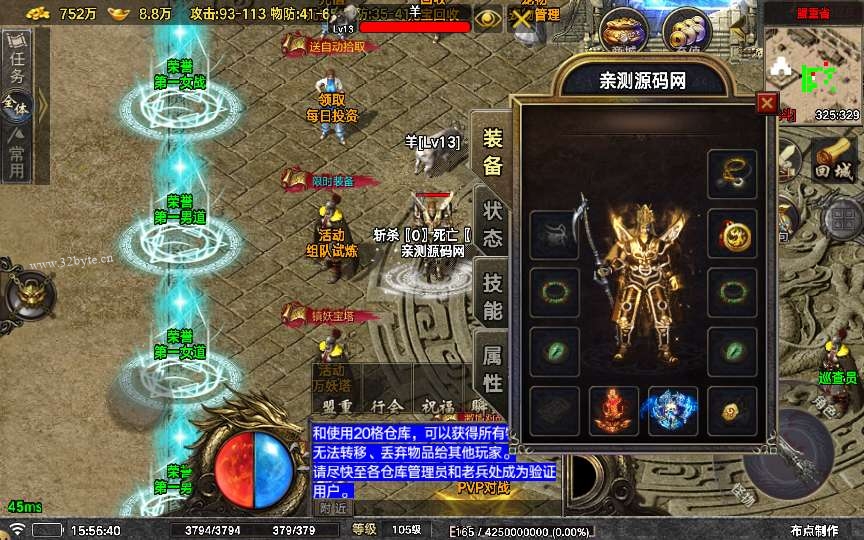 752万
8.8万
攻击:93-113 物防:41-
宝回收
管理
羊
Lv13
盟重省
325:329
送自动拾取
任务
全体
常用
荣誉
第一女战
领取
每日投资
羊[Lv13]
限时装备
荣誉
第一男道
活动
组队试炼
斩杀〖0〗死亡〖
亲测源码网
www.32byte.cn
镇妖宝塔
荣誉
第一女道
活动
万妖塔
亲测源码网
装备
状态
技能
属性
回城
巡查员
角色
怪物
盟重 行会 祝福
和使用20格仓库，可以获得所有
无法转移、丢弃物品给其他玩家。
请尽快至各仓库管理员和老兵处成为验证
用户。
附近
PVP对战
荣誉
第一男
45ms
15:56:40
3794/3794
379/379
等级
105级
E165 / 4250000000 (0.00%)
布点制作